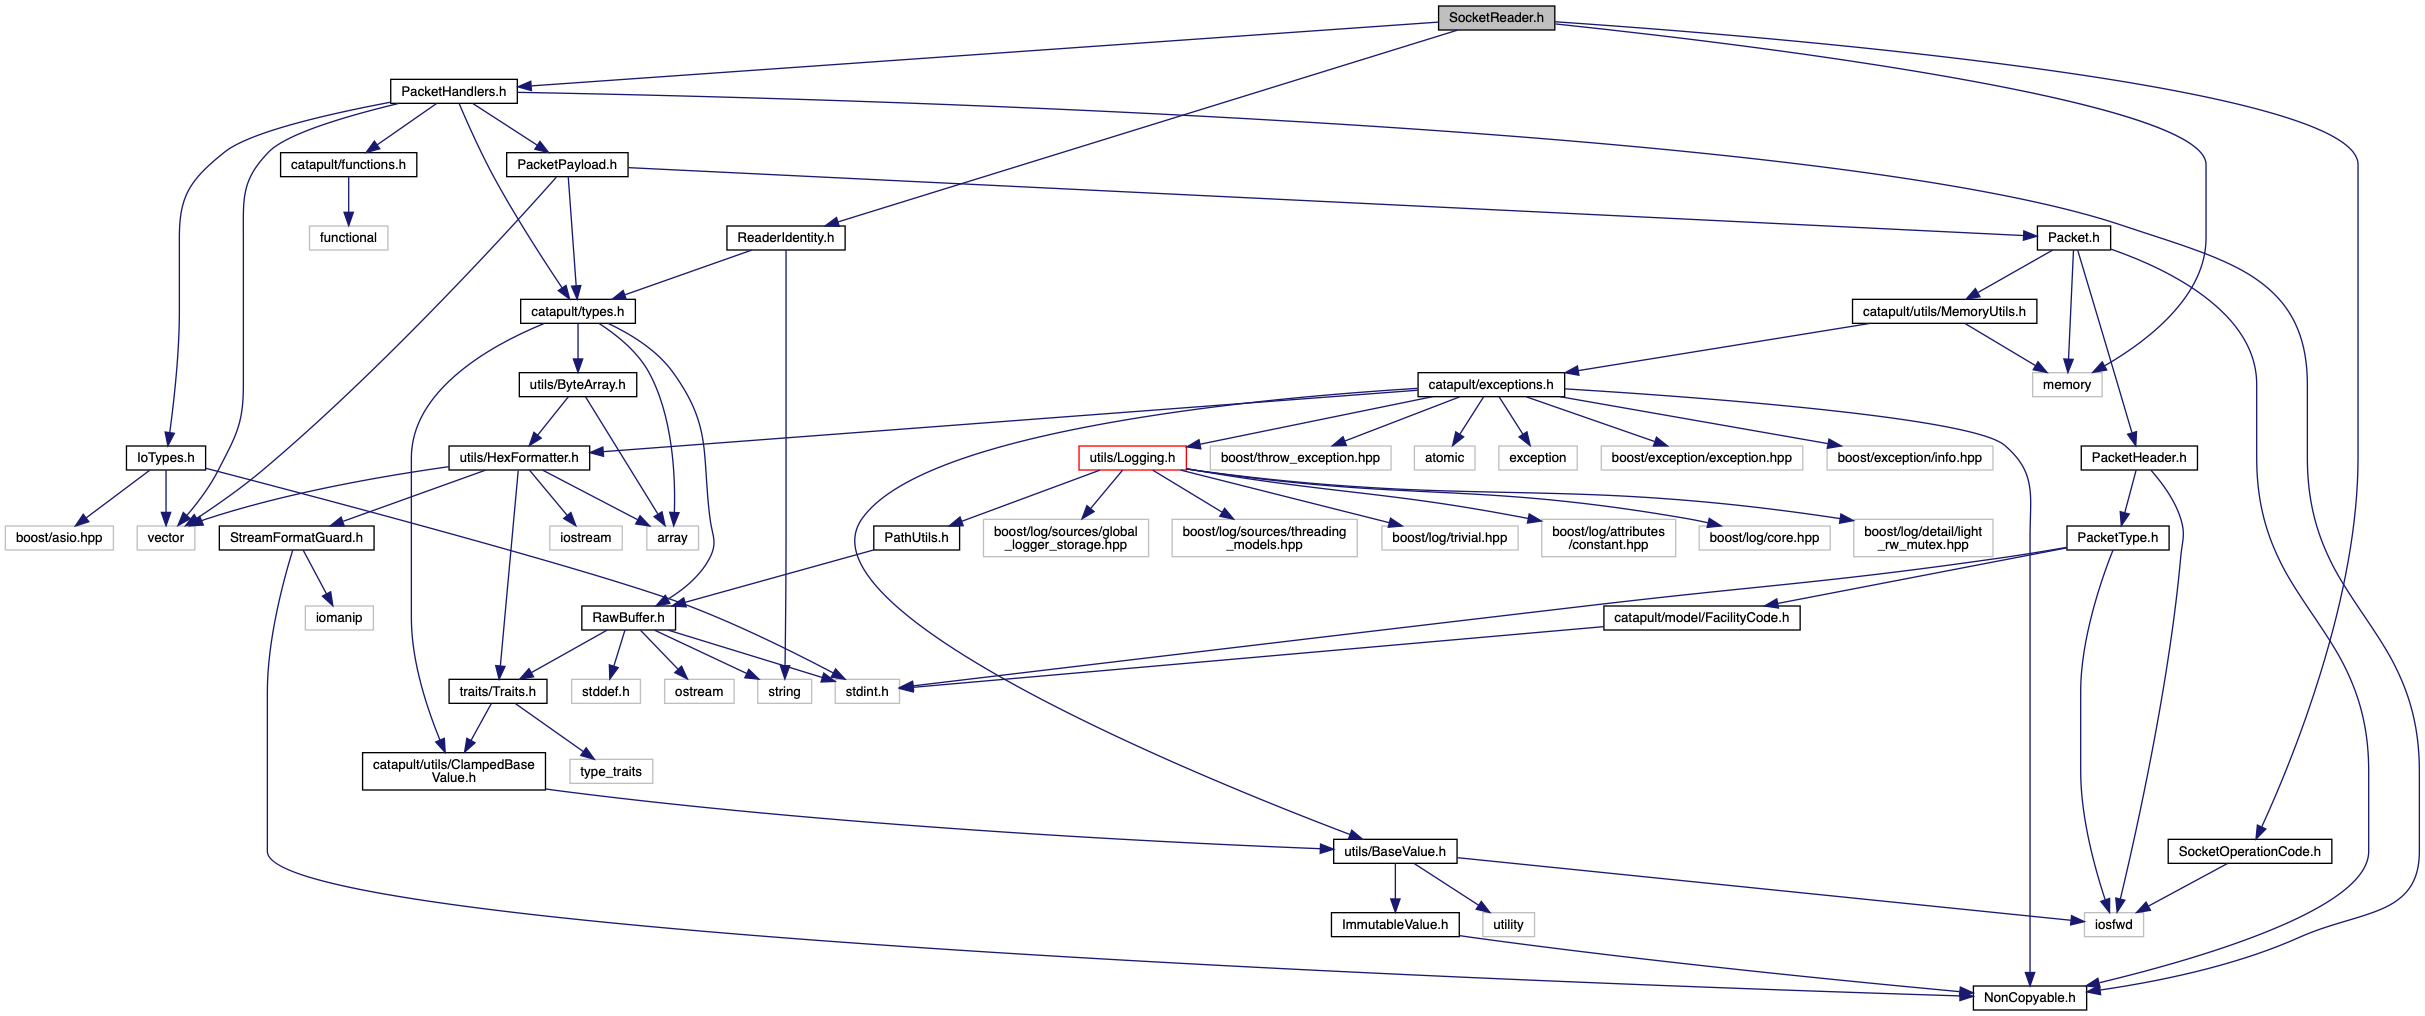 SocketReader.h
PacketHandlers.h
catapult/functions.h
PacketPayload.h
functional
ReaderIdentity.h
Packet.h
catapult/types.h
catapult/utils/MemoryUtils.h
utils/ByteArray.h
catapult/exceptions.h
memory
IoTypes.h
utils/HexFormatter.h
utils/Logging.h
boost/throw_exception.hpp
atomic
exception
boost/exception/exception.hpp
boost/exception/info.hpp
PacketHeader.h
boost/asio.hpp
vector
StreamFormatGuard.h
iostream
array
PathUtils.h
boost/log/sources/global
_logger_storage.hpp
boost/log/sources/threading
_models.hpp
boost/log/trivial.hpp
boost/log/attributes
/constant.hpp
boost/log/core.hpp
boost/log/detail/light
_rw_mutex.hpp
PacketType.h
iomanip
RawBuffer.h
catapult/model/FacilityCode.h
traits/Traits.h
stddef.h
ostream
string
stdint.h
catapult/utils/ClampedBase
Value.h
type_traits
utils/BaseValue.h
SocketOperationCode.h
ImmutableValue.h
utility
iosfwd
NonCopyable.h